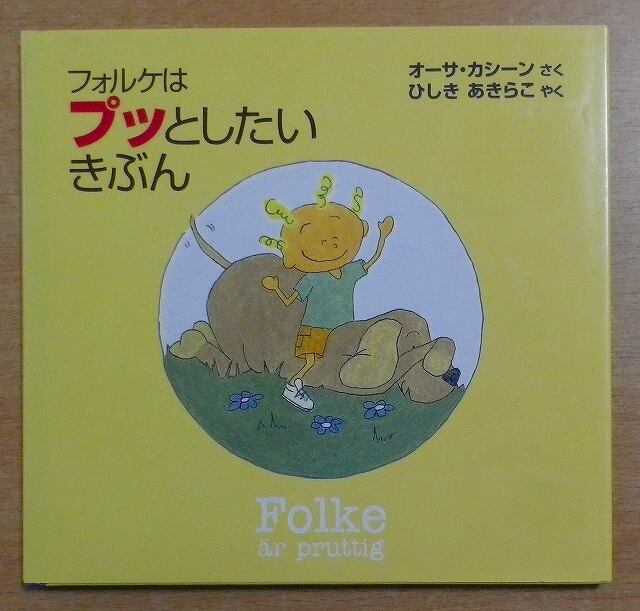 フォルケは
プッとしたい
きぶん
オーサ・カシーン さく
ひしき あきらこ やく
Folke
är pruttig